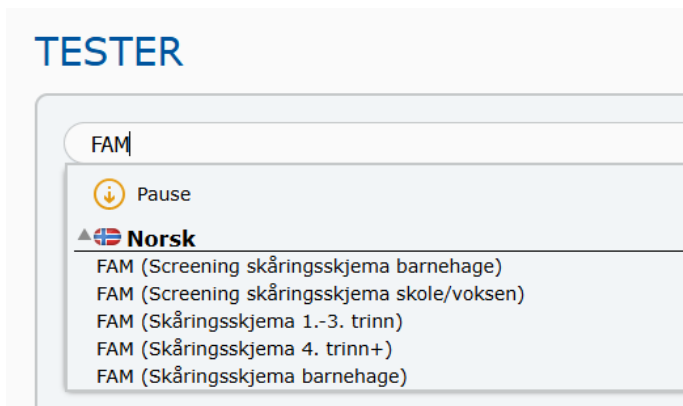 TESTER
FAM
Pause
Norsk
FAM (Screening skåringsskjema barnehage)
FAM (Screening skåringsskjema skole/voksen)
FAM (Skåringsskjema 1.-3. trinn)
FAM (Skåringsskjema 4. trinn+)
FAM (Skåringsskjema barnehage)